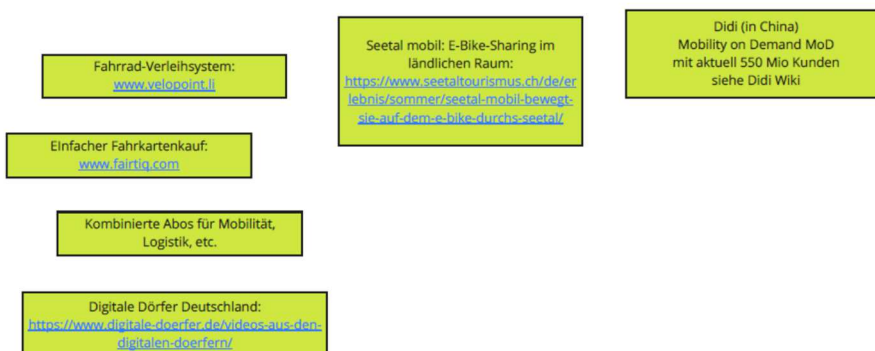 Fahrrad-Verleihsystem:
www.velopoint.li
EInfacher Fahrkartenkauf:
www.fairtiq.com
Kombinierte Abos für Mobilität,
Logistik, etc.
Digitale Dörfer Deutschland:
https://www.digitale-doerfer.de/videos-aus-den-
digitalen-doerfern/
Seetal mobil: E-Bike-Sharing im
ländlichen Raum:
https://www.seetaltourismus.ch/de/er
lebnis/sommer/seetal-mobil-bewegt-
sie-auf-dem-e-bike-durchs-seetal/
Didi (in China)
Mobility on Demand MoD
mit aktuell 550 Mio Kunden
siehe Didi Wiki